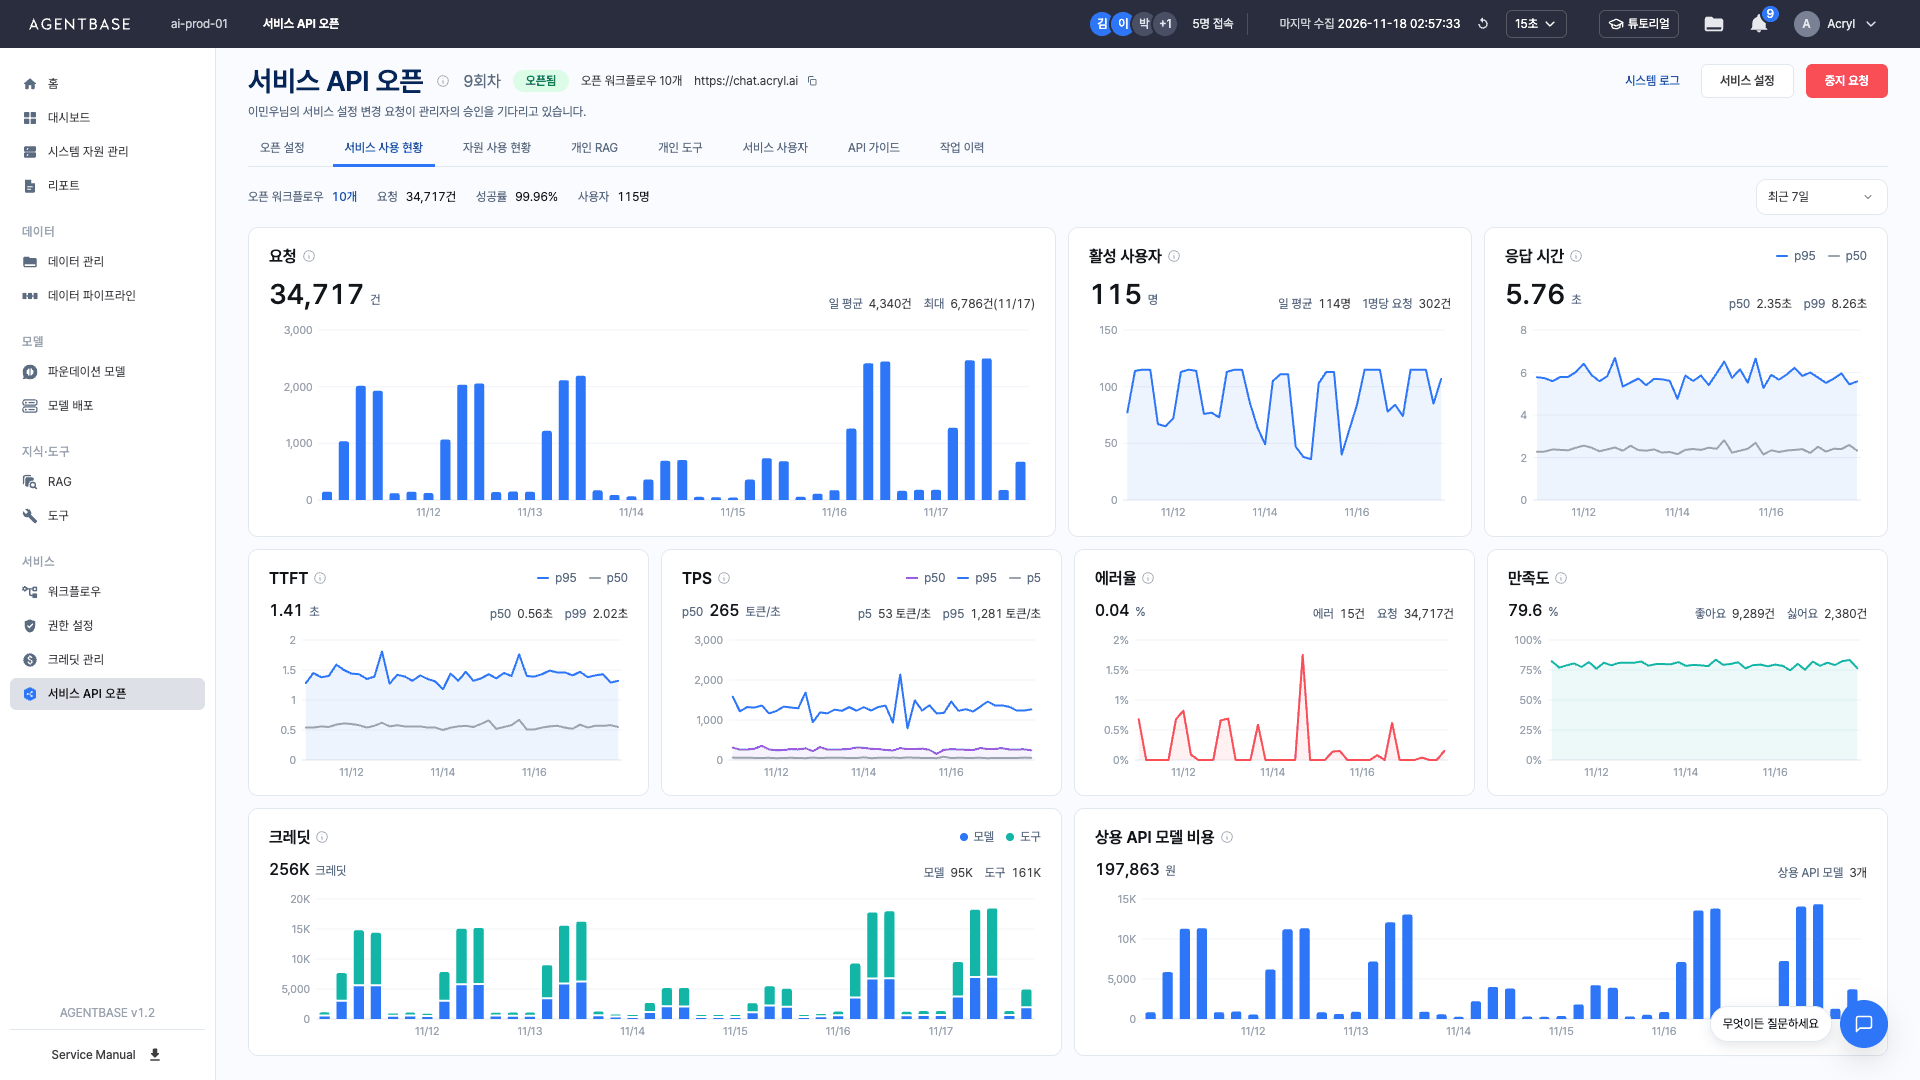 AGENTBASE
ai-prod-01
서비스 API 오픈
김 이 박 +1 5명 접속
마지막 수집 2026-11-18 02:57:33
15초
튜토리얼
9
A Acryl
홈
대시보드
시스템 자원 관리
리포트
데이터
데이터 관리
데이터 파이프라인
모델
파운데이션 모델
모델 배포
지식·도구
RAG
도구
서비스
워크플로우
권한 설정
크레딧 관리
서비스 API 오픈
AGENTBASE v1.2
Service Manual
서비스 API 오픈 9회차 오픈됨 오픈 워크플로우 10개 https://chat.acryl.ai
시스템 로그 서비스 설정 중지 요청
이민우님의 서비스 설정 변경 요청이 관리자의 승인을 기다리고 있습니다.
오픈 설정 서비스 사용 현황 자원 사용 현황 개인 RAG 개인 도구 서비스 사용자 API 가이드 작업 이력
오픈 워크플로우 10개 요청 34,717건 성공률 99.96% 사용자 115명
최근 7일
요청
34,717 건
일 평균 4,340건 최대 6,786건(11/17)
3,000
2,000
1,000
0
11/12 11/13 11/14 11/15 11/16 11/17
활성 사용자
115 명
일 평균 114명 1명당 요청 302건
150
100
50
0
11/12 11/14 11/16
응답 시간
p95 p50
5.76 초
p50 2.35초 p99 8.26초
8
6
4
2
0
11/12 11/14 11/16
TTFT
p95 p50
1.41 초
p50 0.56초 p99 2.02초
2
1.5
1
0.5
0
11/12 11/14 11/16
TPS
p50 p95 p5
p50 265 토큰/초
p5 53 토큰/초 p95 1,281 토큰/초
3,000
2,000
1,000
0
11/12 11/14 11/16
에러율
0.04 %
에러 15건 요청 34,717건
2%
1.5%
1%
0.5%
0%
11/12 11/14 11/16
만족도
79.6 %
좋아요 9,289건 싫어요 2,380건
100%
75%
50%
25%
0%
11/12 11/14 11/16
크레딧
모델 도구
256K 크레딧
모델 95K 도구 161K
20K
15K
10K
5,000
0
11/12 11/13 11/14 11/15 11/16 11/17
상용 API 모델 비용
197,863 원
상용 API 모델 3개
15K
10K
5,000
0
11/12 11/13 11/14 11/15 11/16
무엇이든 질문하세요